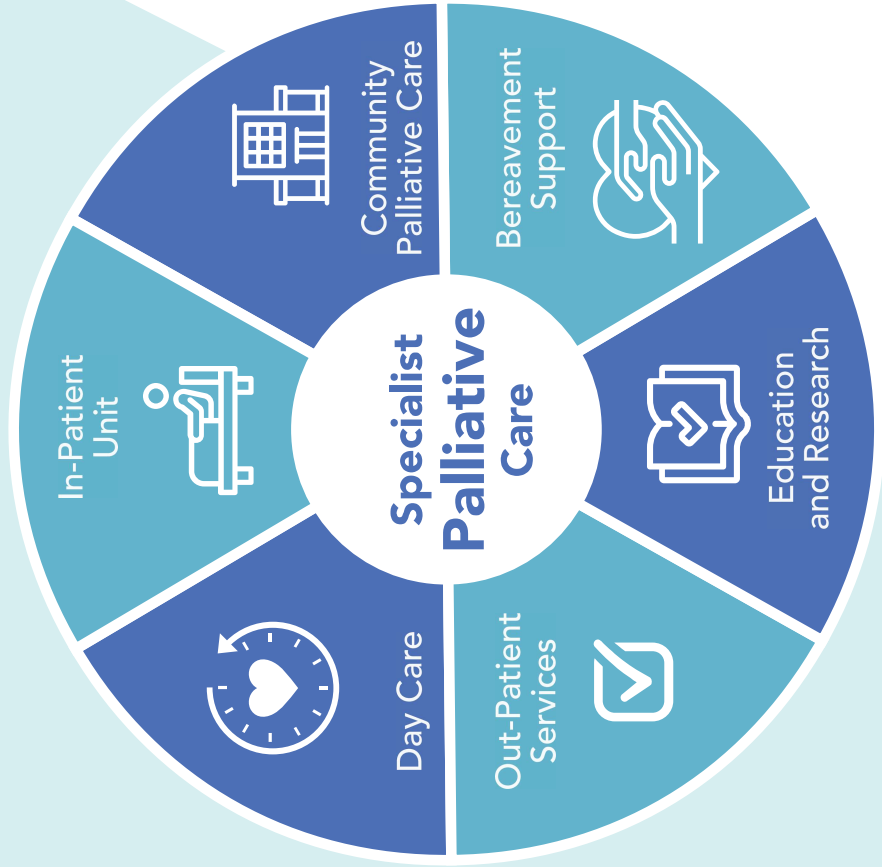 Specialist
Palliative
Care
In-Patient
Unit
Community
Palliative Care
Bereavement
Support
Education
and Research
Out-Patient
Services
Day Care